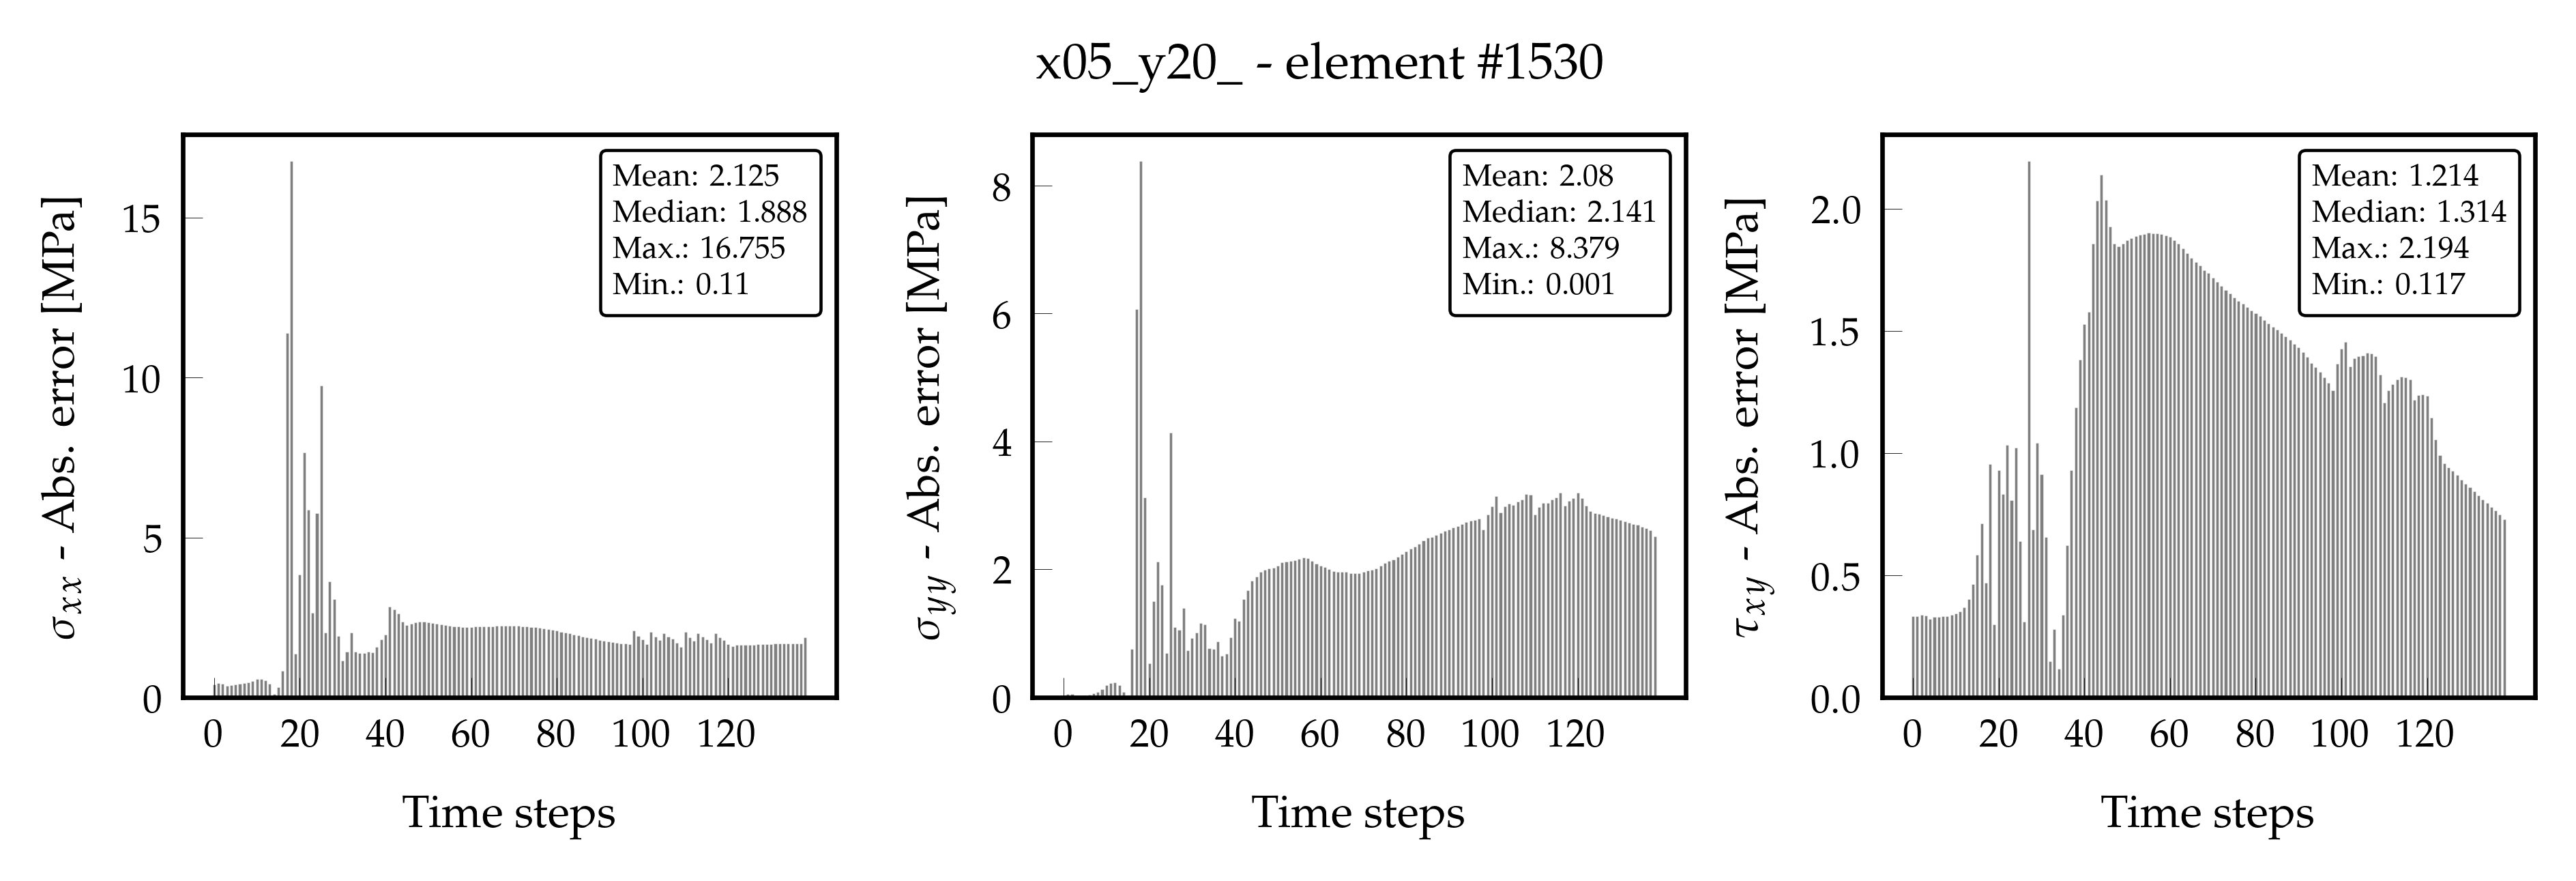 x05_y20_ - element #1530
σxx - Abs. error [MPa]
15
10
5
0
Mean: 2.125
Median: 1.888
Max.: 16.755
Min.: 0.11
0 20 40 60 80 100 120
Time steps
σyy - Abs. error [MPa]
8
6
4
2
0
Mean: 2.08
Median: 2.141
Max.: 8.379
Min.: 0.001
0 20 40 60 80 100 120
Time steps
τxy - Abs. error [MPa]
2.0
1.5
1.0
0.5
0.0
Mean: 1.214
Median: 1.314
Max.: 2.194
Min.: 0.117
0 20 40 60 80 100 120
Time steps